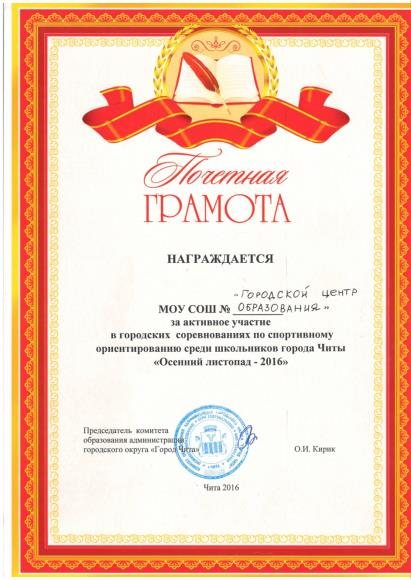 Почетная
ГРАМОТА
НАГРАЖДАЕТСЯ
"ГОРОДСКОЙ ЦЕНТР
МОУ СОШ № ОБРАЗОВАНИЯ"
за активное участие
в городских соревнованиях по спортивному
ориентированию среди школьников города Читы
«Осенний листопад - 2016»
Председатель комитета
образования администрации
городского округа «Город Чита»
О.И. Кирик
Чита 2016